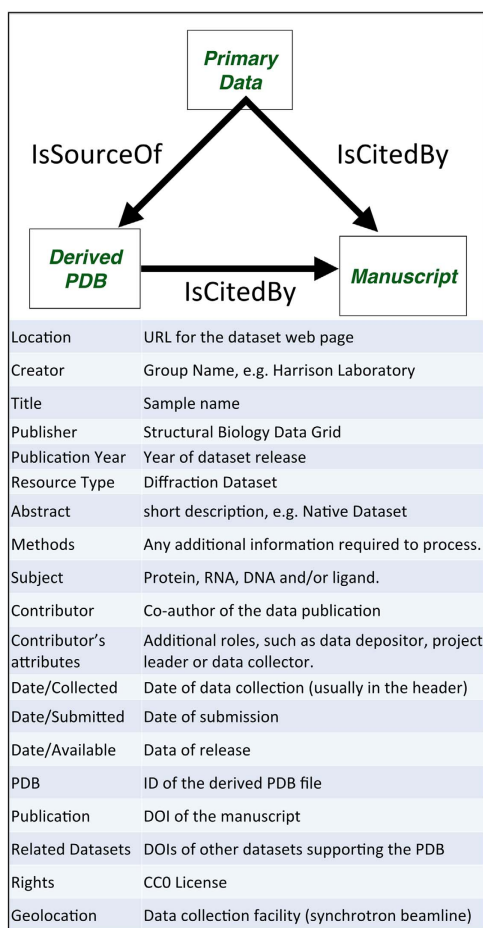 Primary
Data
IsSourceOf
IsCitedBy
Derived
PDB
IsCitedBy
Manuscript
Location URL for the dataset web page
Creator Group Name, e.g. Harrison Laboratory
Title Sample name
Publisher Structural Biology Data Grid
Publication Year Year of dataset release
Resource Type Diffraction Dataset
Abstract short description, e.g. Native Dataset
Methods Any additional information required to process.
Subject Protein, RNA, DNA and/or ligand.
Contributor Co-author of the data publication
Contributor's Additional roles, such as data depositor, project
attributes leader or data collector.
Date/Collected Date of data collection (usually in the header)
Date/Submitted Date of submission
Date/Available Data of release
PDB ID of the derived PDB file
Publication DOI of the manuscript
Related Datasets DOIs of other datasets supporting the PDB
Rights CC0 License
Geolocation Data collection facility (synchrotron beamline)